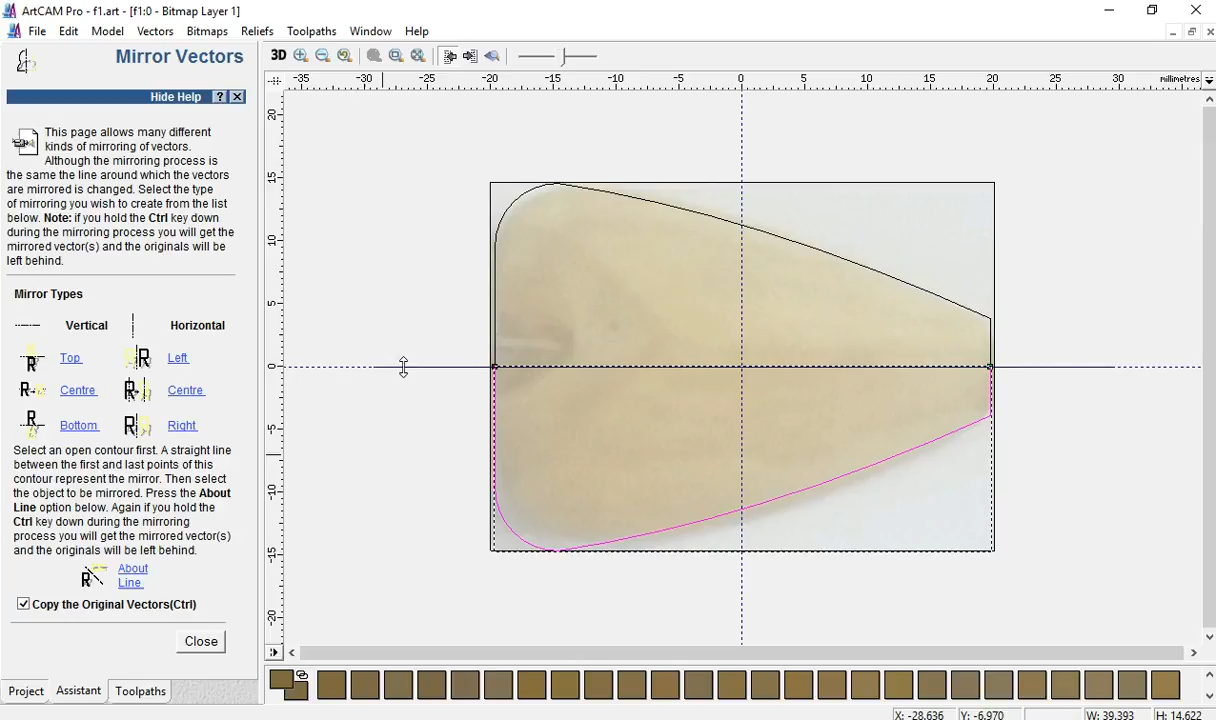 ArtCAM Pro - f1.art - [f1:0 - Bitmap Layer 1]
File Edit Model Vectors Bitmaps Reliefs Toolpaths Window Help
Mirror Vectors
Hide Help ?
This page allows many different
kinds of mirroring of vectors.
Although the mirroring process is
the same the line around which the vectors
are mirrored is changed. Select the type
of mirroring you wish to create from the list
below. Note: if you hold the Ctrl key down
during the mirroring process you will get the
mirrored vector(s) and the originals will be
left behind.
Mirror Types
Vertical Horizontal
R Top R Left
R Centre R Centre
R Bottom R Right
Select an open contour first. A straight line
between the first and last points of this
contour represent the mirror. Then select
the object to be mirrored. Press the About
Line option below. Again if you hold the
Ctrl key down during the mirroring
process you will get the mirrored vector(s)
and the originals will be left behind.
R About
Line
Copy the Original Vectors(Ctrl)
Close
Project Assistant Toolpaths
3D
-35 -30 -25 -20 -15 -10 -5 0 5 10 15 20 25 30 millimetres
20
15
10
5
0
-5
-10
-15
-20
X: -28.636 Y: -6.970 W: 39.393 H: 14.622